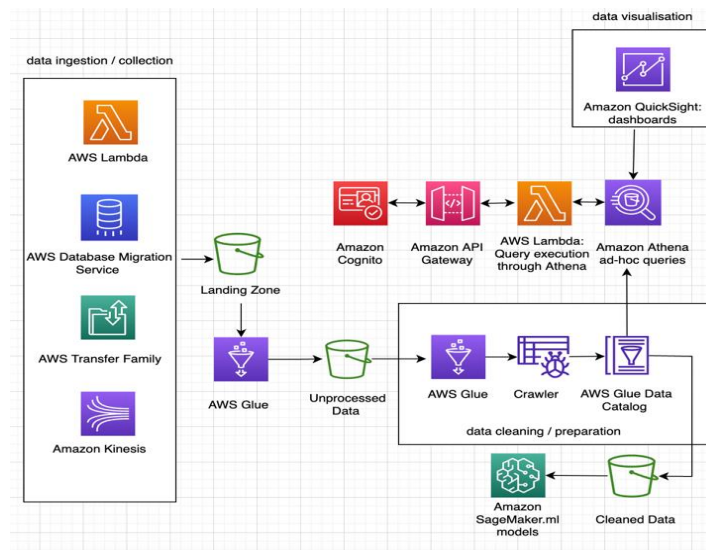 data visualisation
data ingestion / collection
Amazon QuickSight:
dashboards
AWS Lambda
AWS Database Migration
Service
Amazon
Cognito
Amazon API
Gateway
AWS Lambda:
Query execution
through Athena
Amazon Athena
ad-hoc queries
Landing Zone
AWS Transfer Family
AWS Glue
Unprocessed
Data
AWS Glue
Crawler
AWS Glue Data
Catalog
Amazon Kinesis
data cleaning / preparation
Amazon
SageMaker.ml
models
Cleaned Data